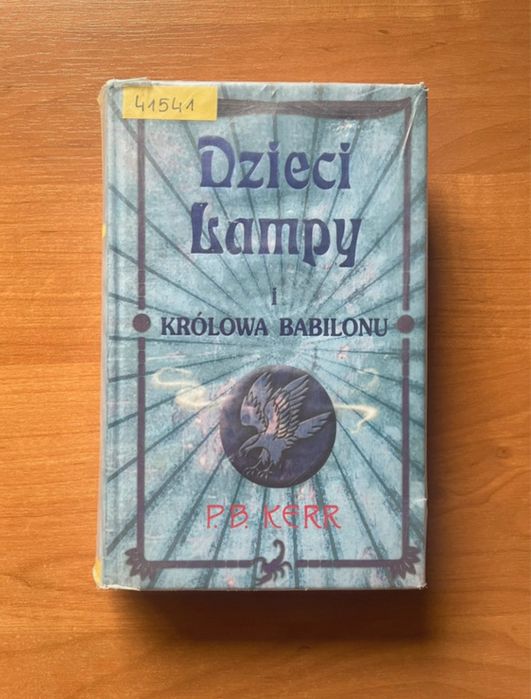 41541
Dzieci
Lampy
i
KRÓLOWA BABILONU
P.B. KERR